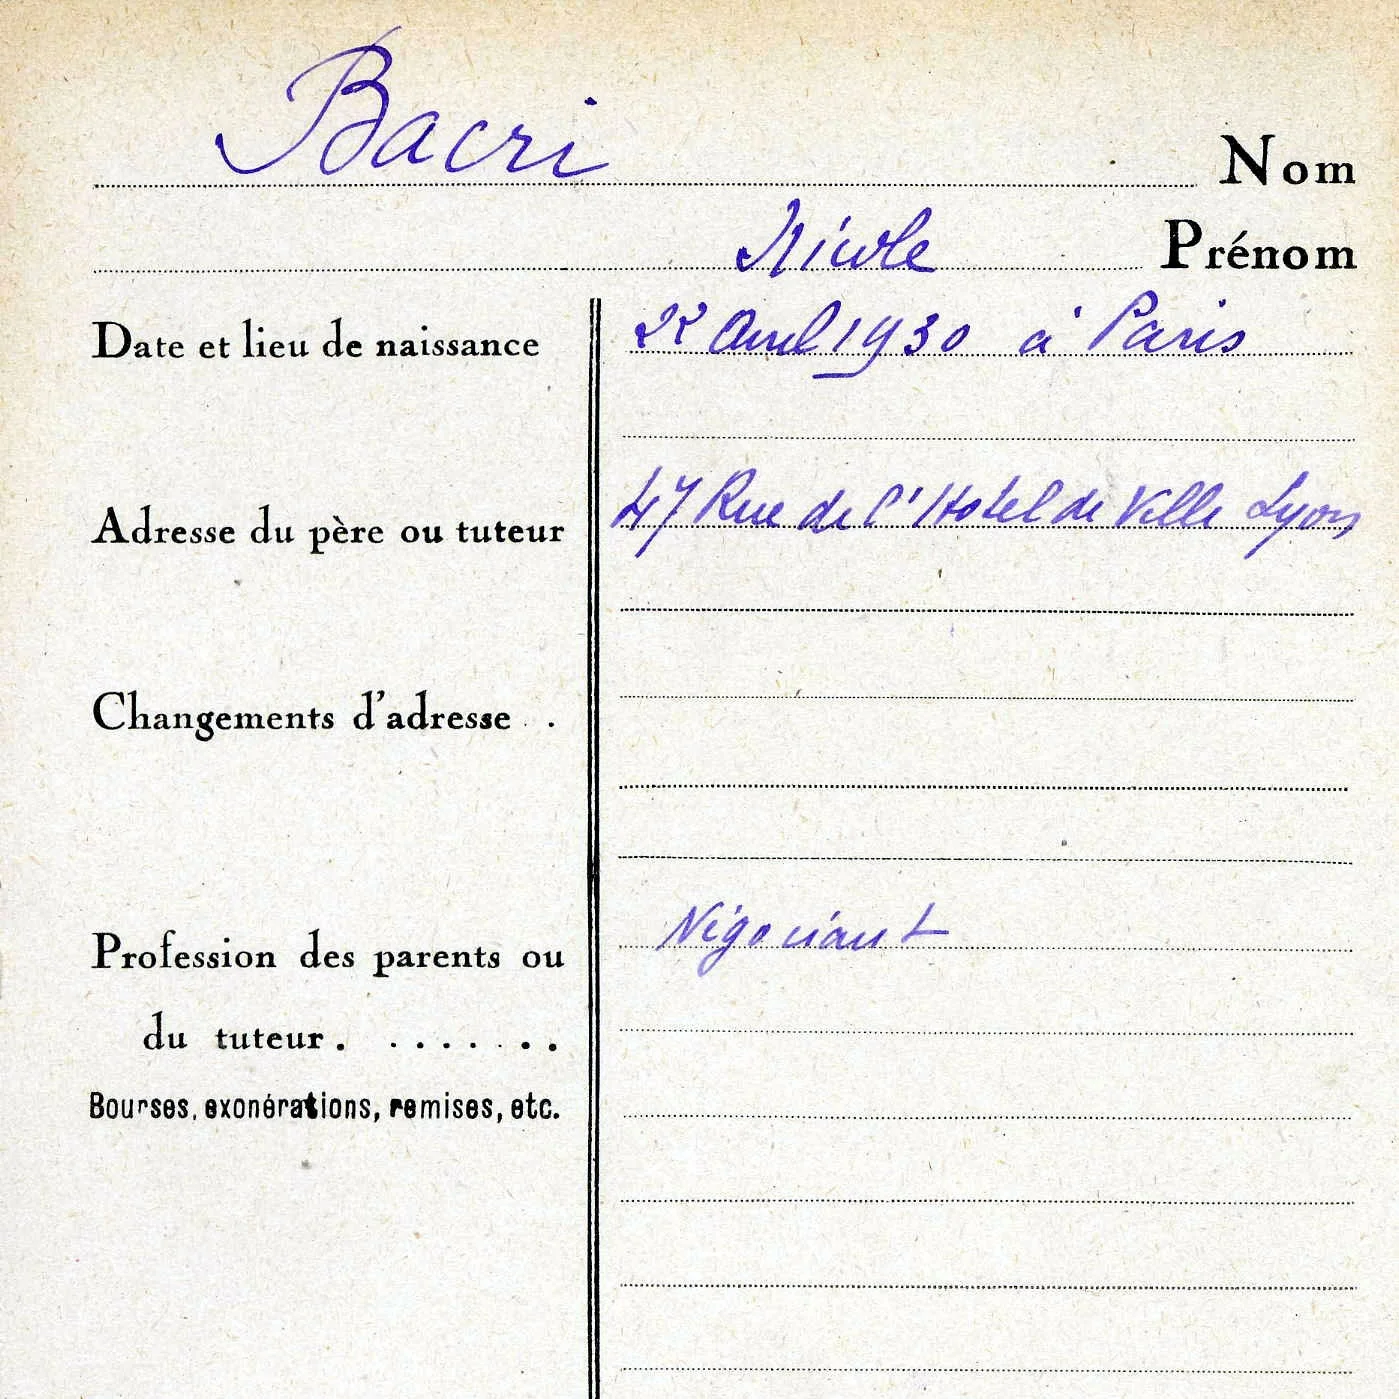 Bacri Nom
Nicole Prénom
Date et lieu de naissance 22 Avril 1930 à Paris
Adresse du père ou tuteur 47 Rue de l'Hotel de Ville Lyon
Changements d'adresse . .
Profession des parents ou Négociant
du tuteur . . . . . . . .
Bourses, exonérations, remises, etc.